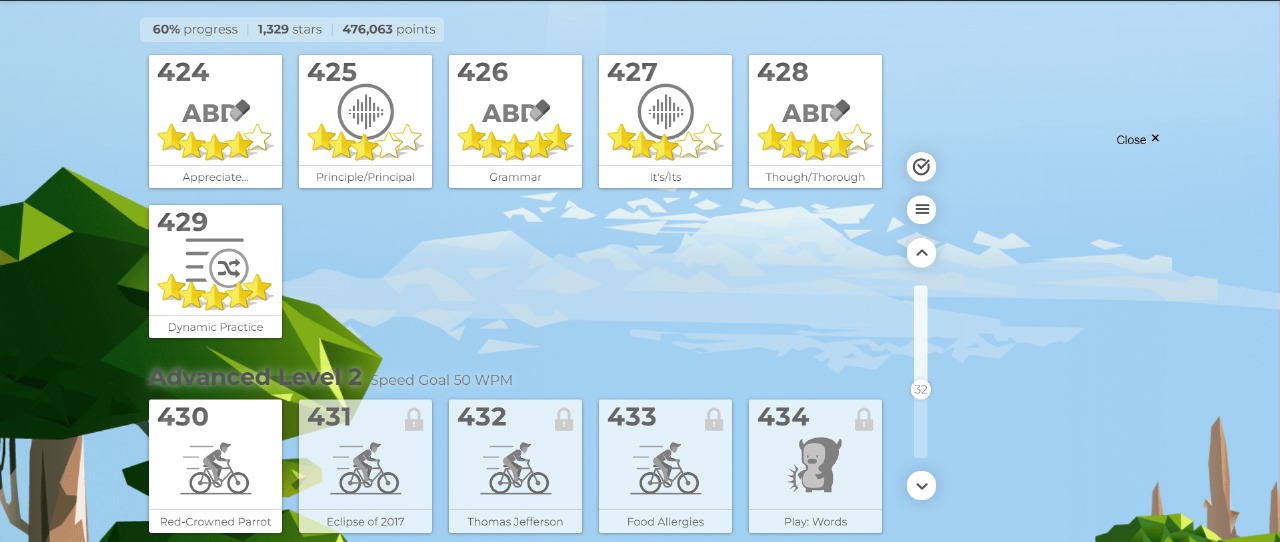 60% progress | 1,329 stars | 476,063 points
424 425 426 427 428
ABD ABD ABD
Close ×
Appreciate... Principle/Principal Grammar It's/Its Though/Thorough
429
Dynamic Practice
Advanced Level 2 Speed Goal 50 WPM
32
430 431 432 433 434
Red-Crowned Parrot Eclipse of 2017 Thomas Jefferson Food Allergies Play: Words